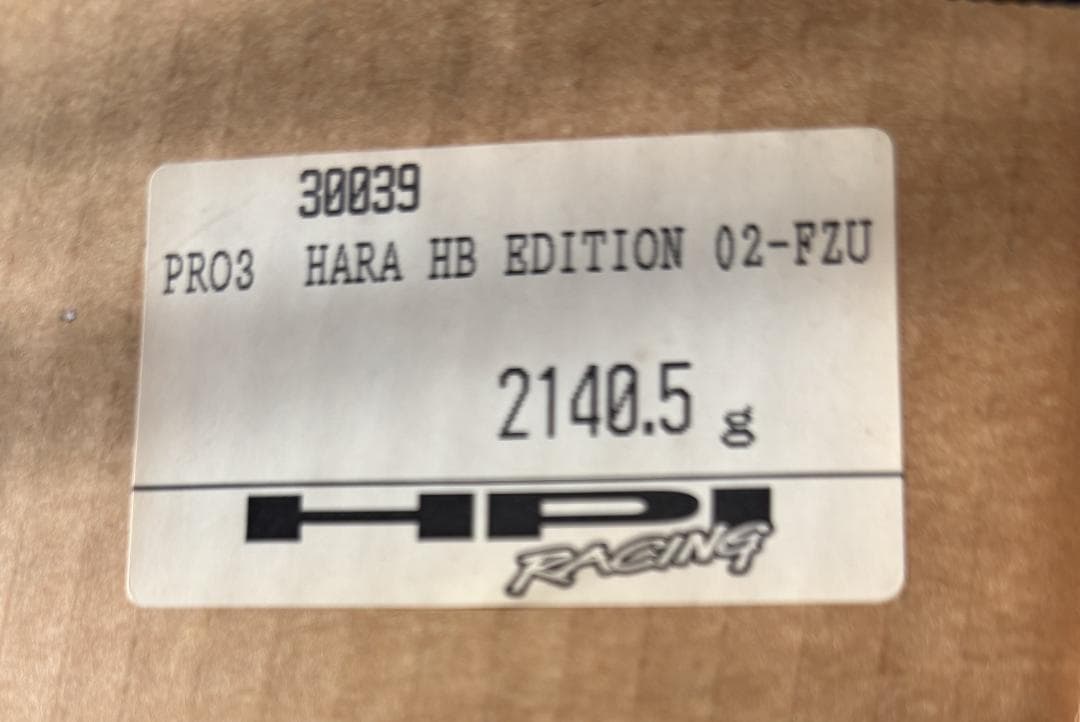 30039
PRO3 HARA HB EDITION 02-FZU
2140.5 g
HPI
RACING